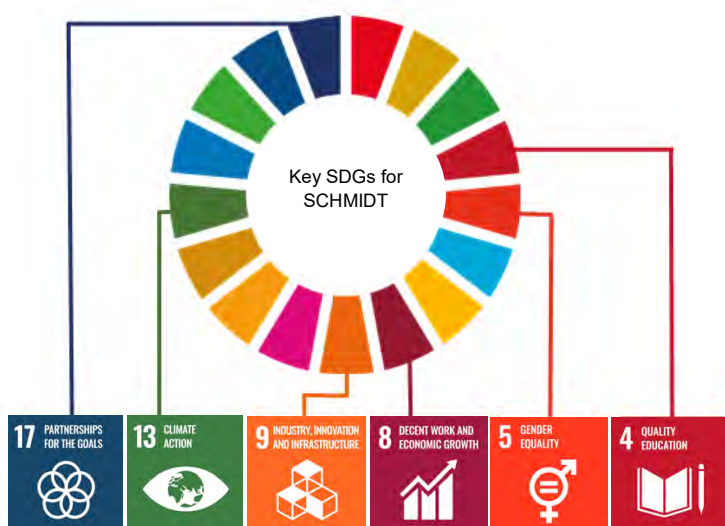 Key SDGs for
SCHMIDT
17 PARTNERSHIPS
FOR THE GOALS
13 CLIMATE
ACTION
9 INDUSTRY, INNOVATION
AND INFRASTRUCTURE
8 DECENT WORK AND
ECONOMIC GROWTH
5 GENDER
EQUALITY
4 QUALITY
EDUCATION